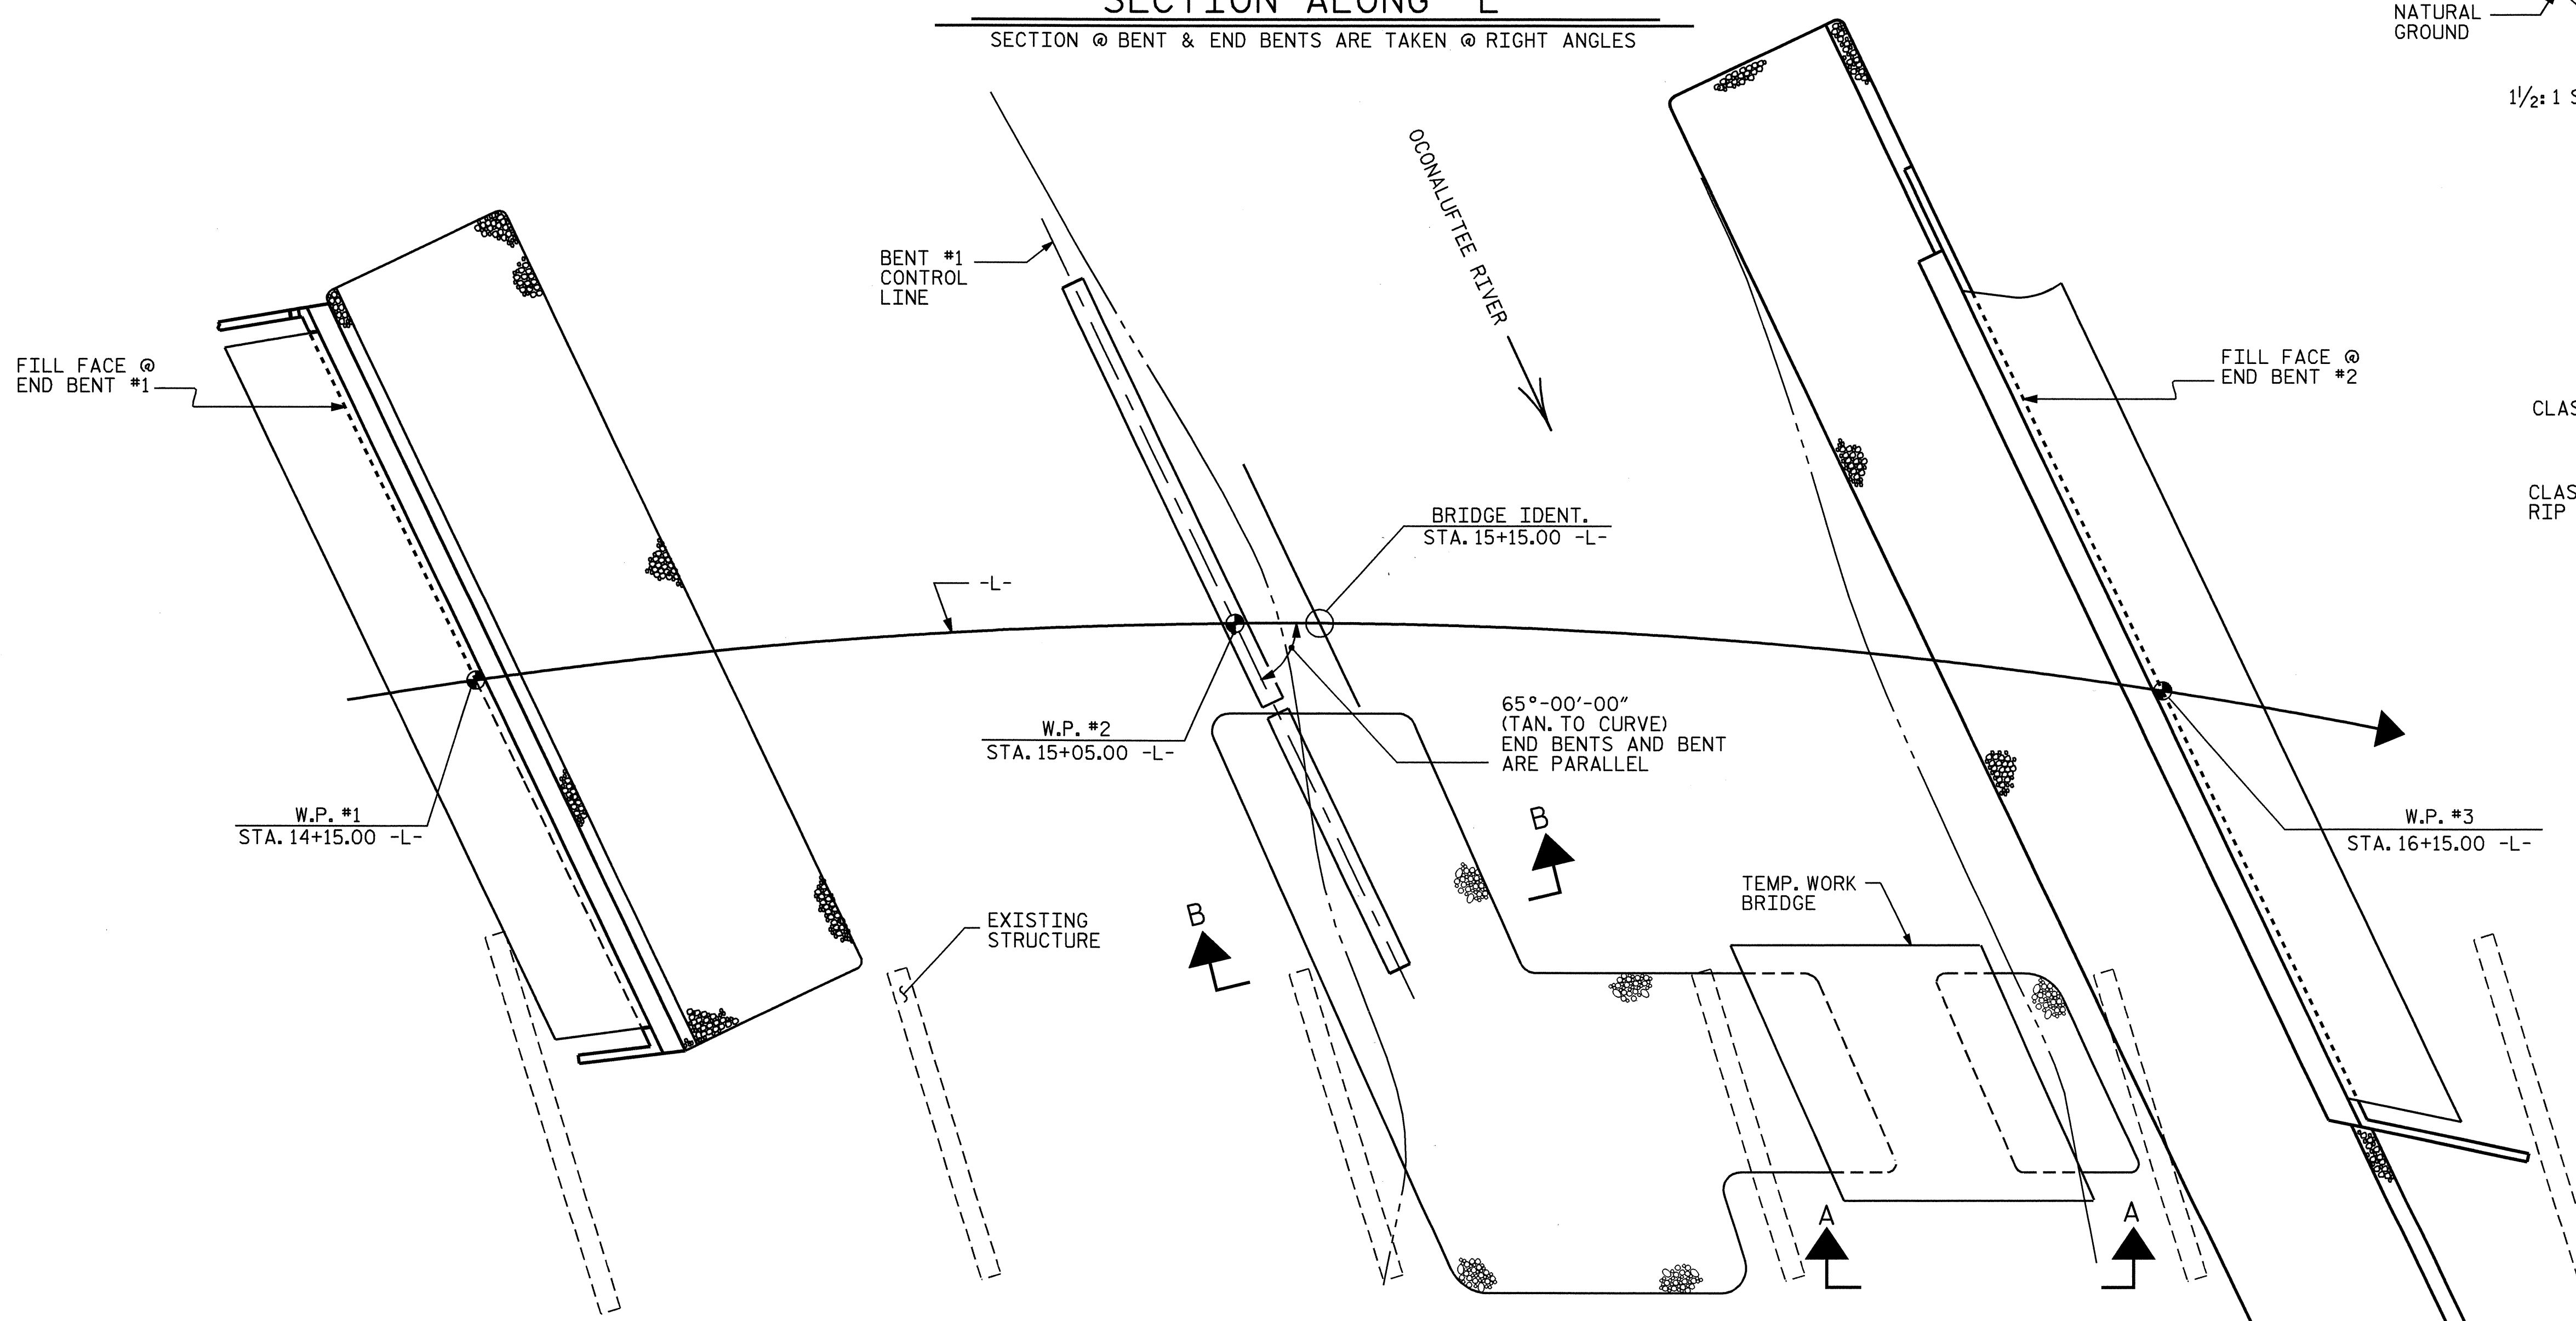 SECTION ALONG -L-
SECTION @ BENT & END BENTS ARE TAKEN @ RIGHT ANGLES
NATURAL
GROUND
1½:1 S
OCONALUFTEE RIVER
BENT #1
CONTROL
LINE
FILL FACE @
END BENT #1
FILL FACE @
END BENT #2
CLAS
CLAS
RIP
BRIDGE IDENT.
STA. 15+15.00 -L-
-L-
65°-00'-00"
(TAN. TO CURVE)
END BENTS AND BENT
ARE PARALLEL
W.P. #2
STA. 15+05.00 -L-
W.P. #1
STA. 14+15.00 -L-
W.P. #3
STA. 16+15.00 -L-
B
B
TEMP. WORK
BRIDGE
EXISTING
STRUCTURE
A
A